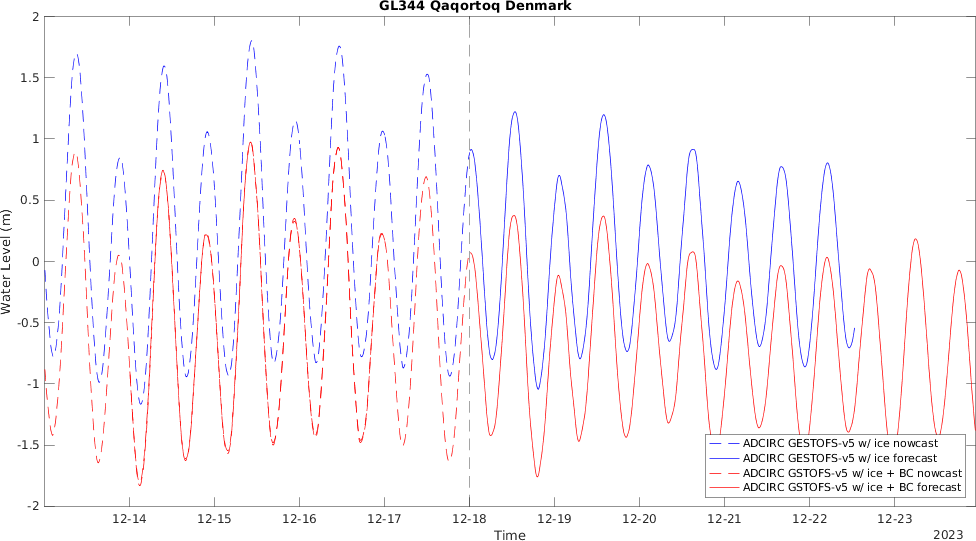 GL344 Qaqortoq Denmark
2
1.5
1
0.5
0
-0.5
-1
-1.5
-2
Water Level (m)
12-14
12-15
12-16
12-17
12-18
12-19
12-20
12-21
12-22
12-23
Time
2023
ADCIRC GESTOFS-v5 w/ ice nowcast
ADCIRC GESTOFS-v5 w/ ice forecast
ADCIRC GSTOFS-v5 w/ ice + BC nowcast
ADCIRC GSTOFS-v5 w/ ice + BC forecast